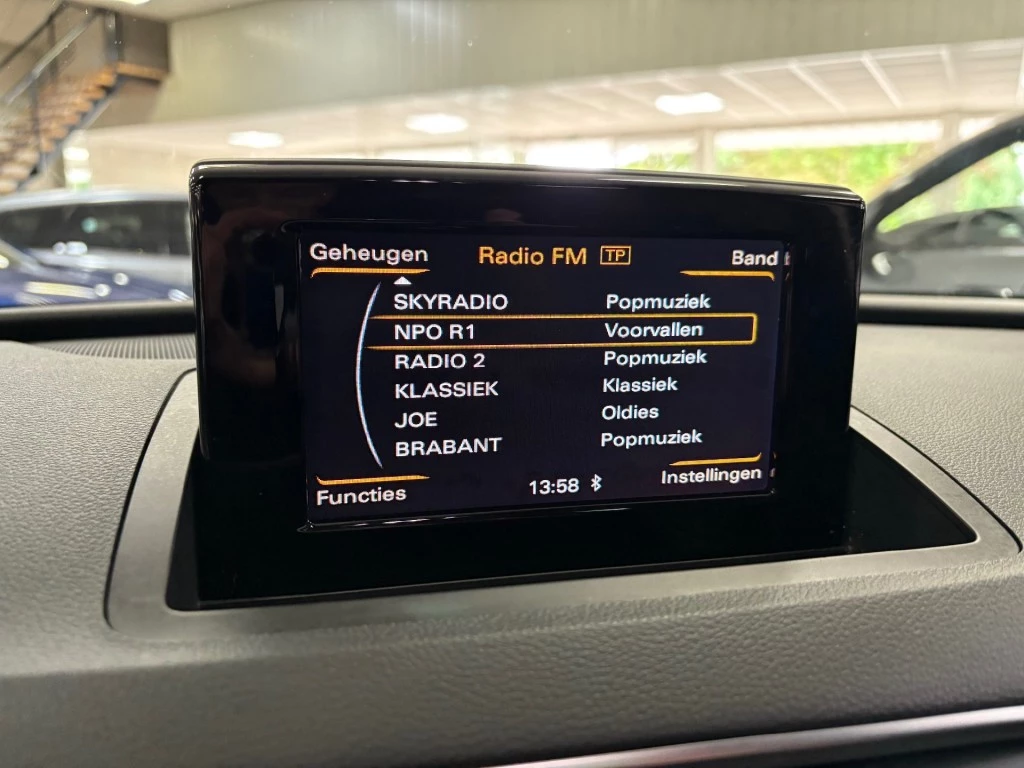 Geheugen Radio FM TP Band
SKYRADIO Popmuziek
NPO R1 Voorvallen
RADIO 2 Popmuziek
KLASSIEK Klassiek
JOE Oldies
BRABANT Popmuziek
Functies 13:58 Instellingen